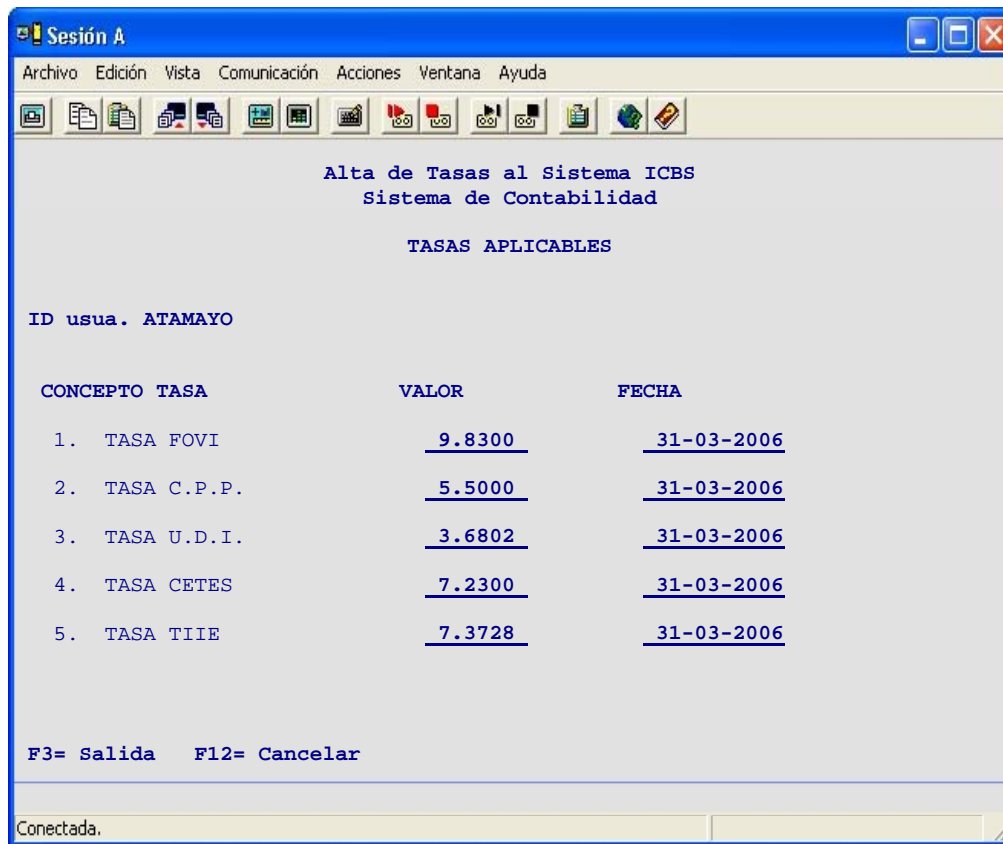 Sesión A
Archivo Edición Vista Comunicación Acciones Ventana Ayuda
Alta de Tasas al Sistema ICBS
Sistema de Contabilidad
TASAS APLICABLES
ID usua. ATAMAYO
CONCEPTO TASA VALOR FECHA
1. TASA FOVI 9.8300 31-03-2006
2. TASA C.P.P. 5.5000 31-03-2006
3. TASA U.D.I. 3.6802 31-03-2006
4. TASA CETES 7.2300 31-03-2006
5. TASA TIIE 7.3728 31-03-2006
F3= Salida F12= Cancelar
Conectada.